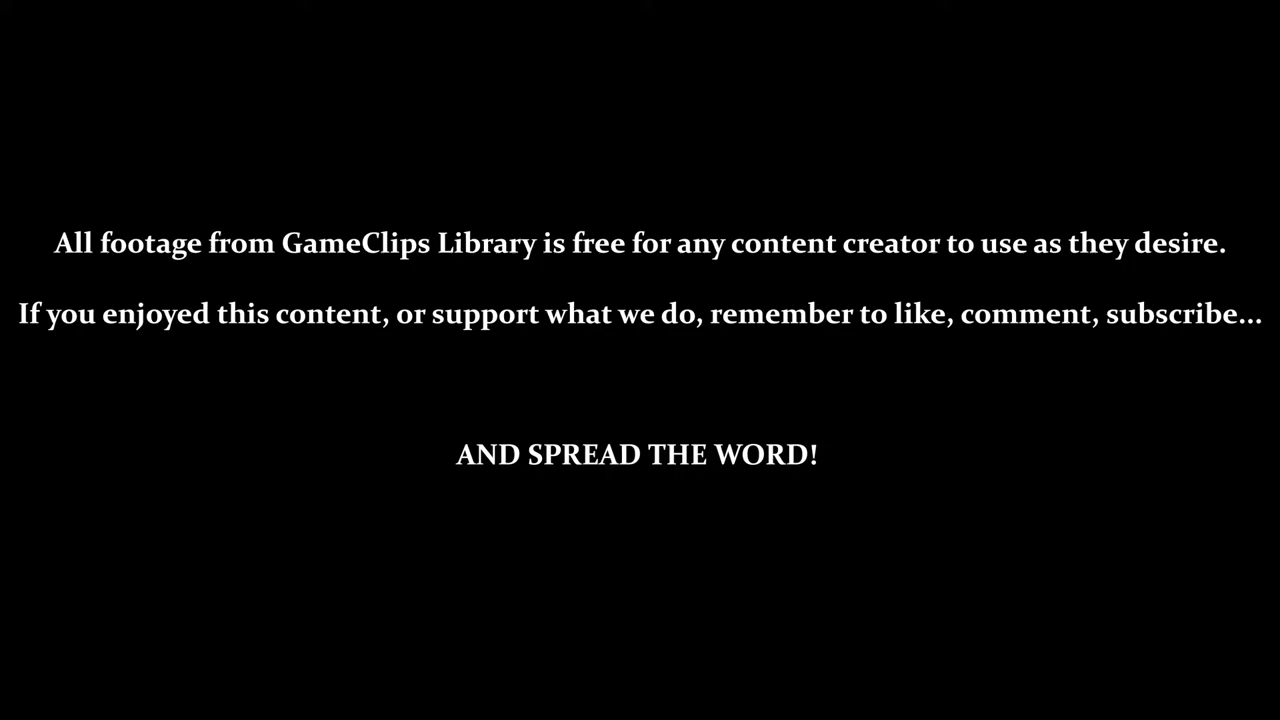 All footage from GameClips Library is free for any content creator to use as they desire.
If you enjoyed this content, or support what we do, remember to like, comment, subscribe...
AND SPREAD THE WORD!